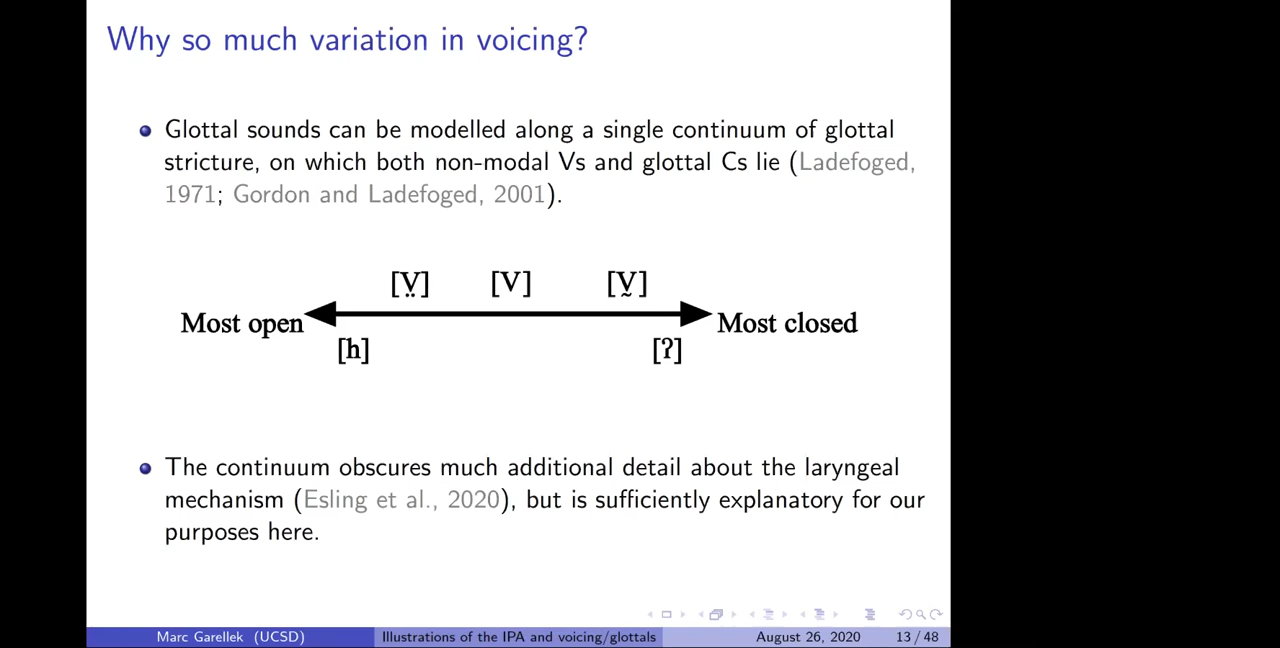 Why so much variation in voicing?
Glottal sounds can be modelled along a single continuum of glottal
stricture, on which both non-modal Vs and glottal Cs lie (Ladefoged,
1971; Gordon and Ladefoged, 2001).
[V̤] [V] [V̰]
Most open Most closed
[h] [ʔ]
The continuum obscures much additional detail about the laryngeal
mechanism (Esling et al., 2020), but is sufficiently explanatory for our
purposes here.
Marc Garellek (UCSD) Illustrations of the IPA and voicing/glottals August 26, 2020 13 / 48